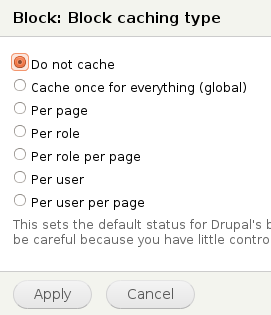 Block: Block caching type
Do not cache
Cache once for everything (global)
Per page
Per role
Per role per page
Per user
Per user per page
This sets the default status for Drupal's
be careful because you have little
Apply
Cancel